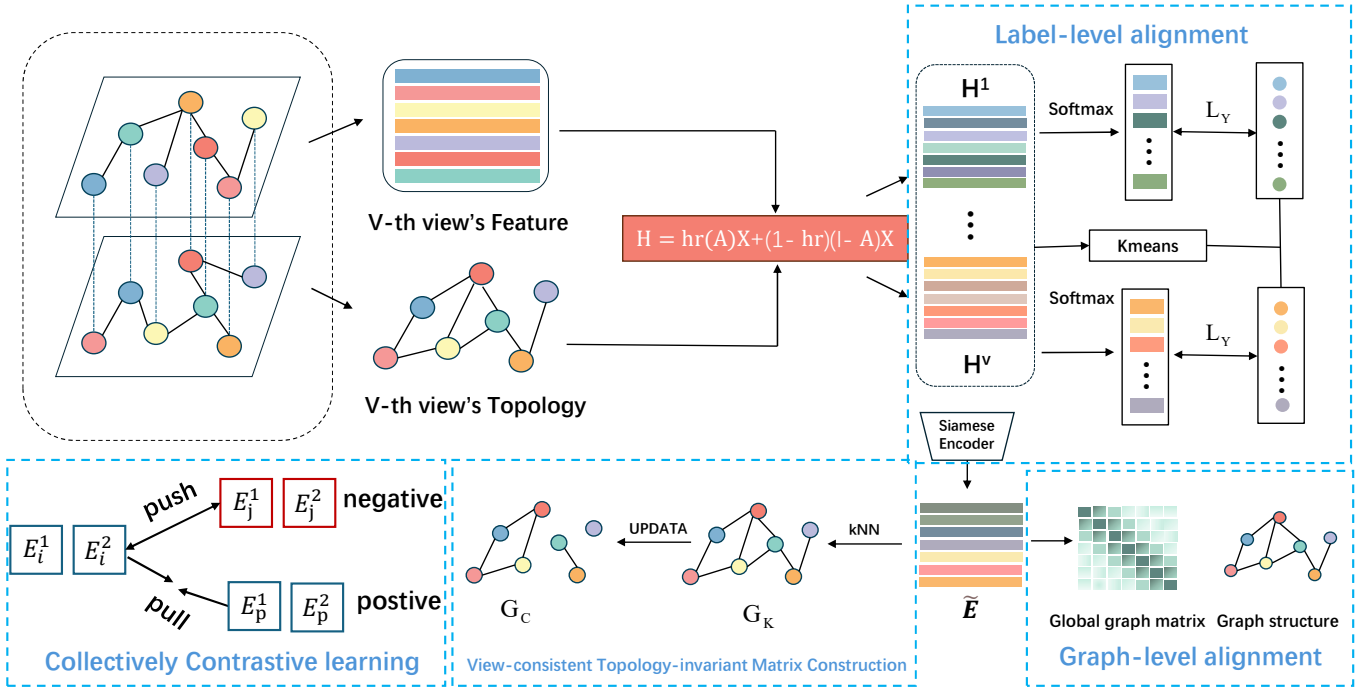 Label-level alignment
V-th view's Feature
V-th view's Topology
H = hr(A)X+(1- hr)(I- A)X
H¹
Hᵛ
Softmax
L_Y
Kmeans
Softmax
L_Y
Siamese
Encoder
push
pull
E_i^1
E_i^2
E_j^1
E_j^2
negative
E_p^1
E_p^2
postive
Collectively Contrastive learning
UPDATA
kNN
G_C
G_K
View-consistent Topology-invariant Matrix Construction
Ẽ
Global graph matrix
Graph structure
Graph-level alignment